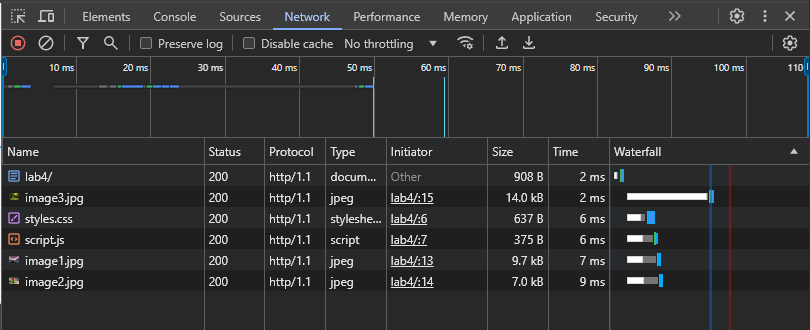 Elements Console Sources Network Performance Memory Application Security
Preserve log Disable cache No throttling
10 ms 20 ms 30 ms 40 ms 50 ms 60 ms 70 ms 80 ms 90 ms 100 ms 110
Name Status Protocol Type Initiator Size Time Waterfall
lab4/ 200 http/1.1 docum... Other 908 B 2 ms
image3.jpg 200 http/1.1 jpeg lab4/:15 14.0 kB 2 ms
styles.css 200 http/1.1 styleshe... lab4/:6 637 B 6 ms
script.js 200 http/1.1 script lab4/:7 375 B 6 ms
image1.jpg 200 http/1.1 jpeg lab4/:13 9.7 kB 7 ms
image2.jpg 200 http/1.1 jpeg lab4/:14 7.0 kB 9 ms